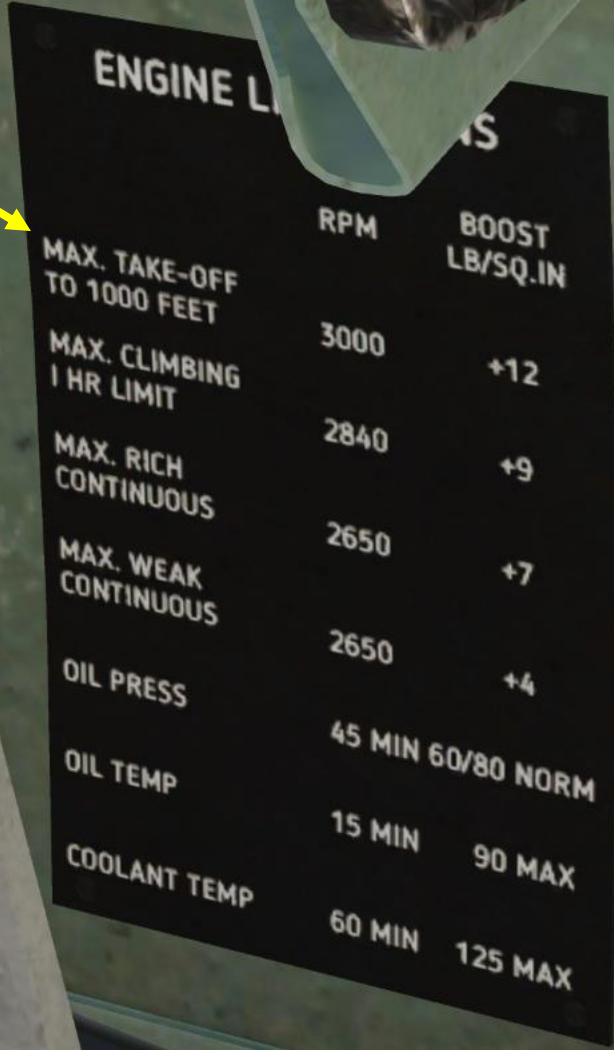 ENGINE
RPM BOOST
LB/SQ.IN
MAX. TAKE-OFF
TO 1000 FEET 3000 +12
MAX. CLIMBING
I HR LIMIT 2840 +9
MAX. RICH
CONTINUOUS 2650 +7
MAX. WEAK
CONTINUOUS 2650 +4
OIL PRESS 45 MIN 60/80 NORM
OIL TEMP 15 MIN 90 MAX
COOLANT TEMP 60 MIN 125 MAX